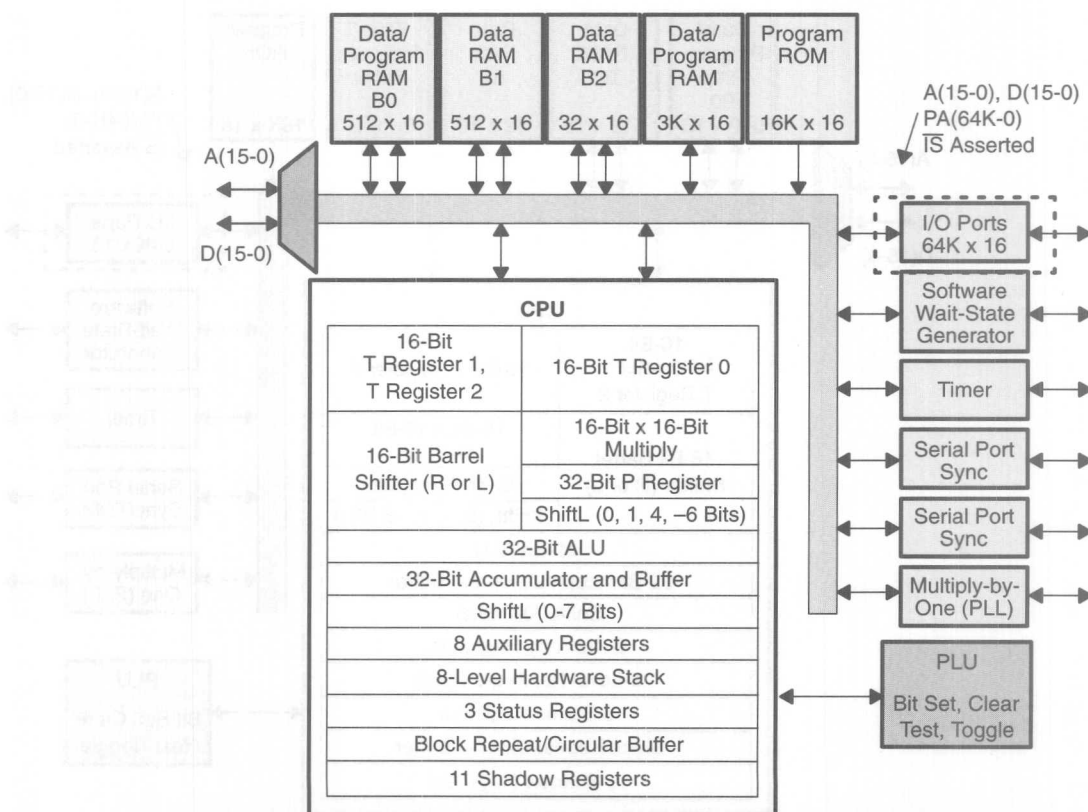 Data/
Program
RAM
B0
512 x 16
Data
RAM
B1
512 x 16
Data
RAM
B2
32 x 16
Data/
Program
RAM
3K x 16
Program
ROM
16K x 16
A(15-0), D(15-0)
PA(64K-0)
IS Asserted
A(15-0)
D(15-0)
I/O Ports
64K x 16
Software
Wait-State
Generator
Timer
Serial Port
Sync
Serial Port
Sync
Multiply-by-
One (PLL)
PLU
Bit Set, Clear
Test, Toggle
CPU
16-Bit
T Register 1,
T Register 2
16-Bit T Register 0
16-Bit Barrel
Shifter (R or L)
16-Bit x 16-Bit
Multiply
32-Bit P Register
ShiftL (0, 1, 4, –6 Bits)
32-Bit ALU
32-Bit Accumulator and Buffer
ShiftL (0-7 Bits)
8 Auxiliary Registers
8-Level Hardware Stack
3 Status Registers
Block Repeat/Circular Buffer
11 Shadow Registers